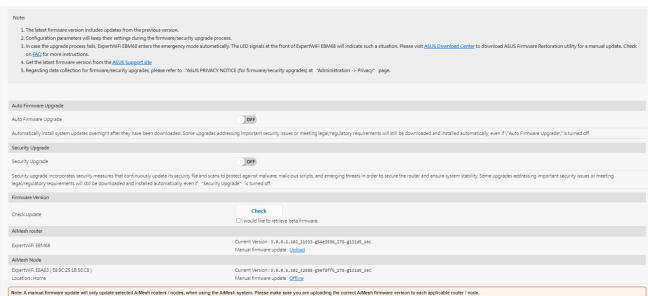 Note:
1. The latest firmware version includes updates from the previous version.
2. Configuration parameters will keep their settings during the firmware/security upgrade process.
3. In case the upgrade process fails, ExpertWiFi EBM68 enters the emergency mode automatically. The LED signals at the front of ExpertWiFi EBM68 will indicate such a situation. Please visit ASUS Download Center to download ASUS Firmware Restoration utility for a manual update. Check
on FAQ for more instructions.
4. Get the latest firmware version from the ASUS Support site
5. Regarding data collection for firmware/security upgrades, please refer to "ASUS PRIVACY NOTICE (for firmware/security upgrades) at "Administration -> Privacy" page.
Auto Firmware Upgrade
Auto Firmware Upgrade OFF
Automatically install system updates overnight after they have been downloaded. Some upgrades addressing important security issues or meeting legal/regulatory requirements will still be downloaded and installed automatically, even if \"Auto Firmware Upgrade\" is turned off.
Security Upgrade
Security Upgrade OFF
Security upgrade incorporates security measures that continuously update its security file and scans to protect against malware, malicious scripts, and emerging threats in order to secure the router and ensure system stability. Some upgrades addressing important security issues or meeting
legal/regulatory requirements will still be downloaded and installed automatically, even if "Security Upgrade" is turned off.
Firmware Version
Check Update Check
I would like to retrieve beta firmware.
AiMesh router
ExpertWiFi EBM68 Current Version :
Manual firmware update : Upload
AiMesh Node
ExpertWiFi EBA63 Current Version :
Location : Home Manual firmware update : Offline
Note: A manual firmware update will only update selected AiMesh routers / nodes, when using the AiMesh system. Please make sure you are uploading the correct AiMesh firmware version to each applicable router / node.